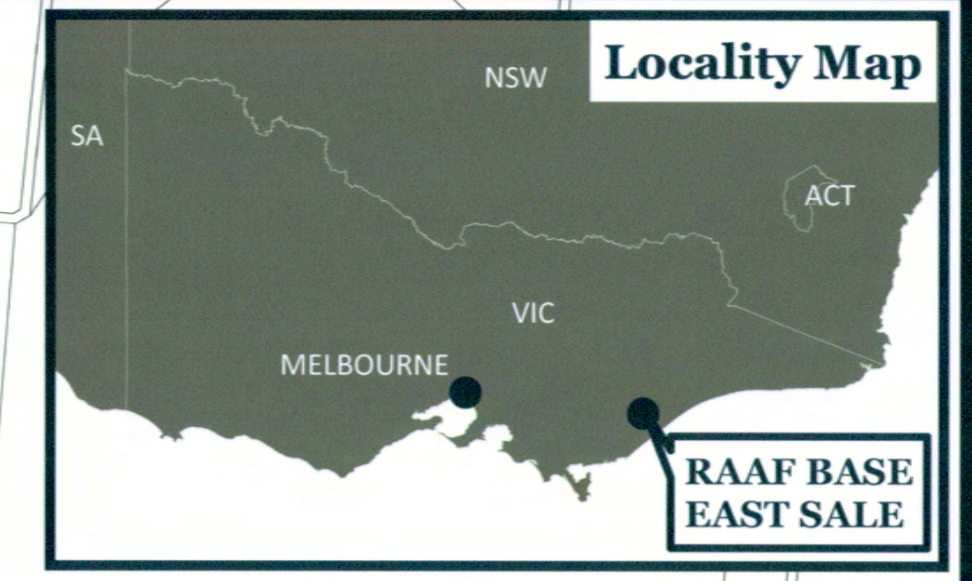 Locality Map
NSW
SA
ACT
VIC
MELBOURNE
RAAF BASE
EAST SALE